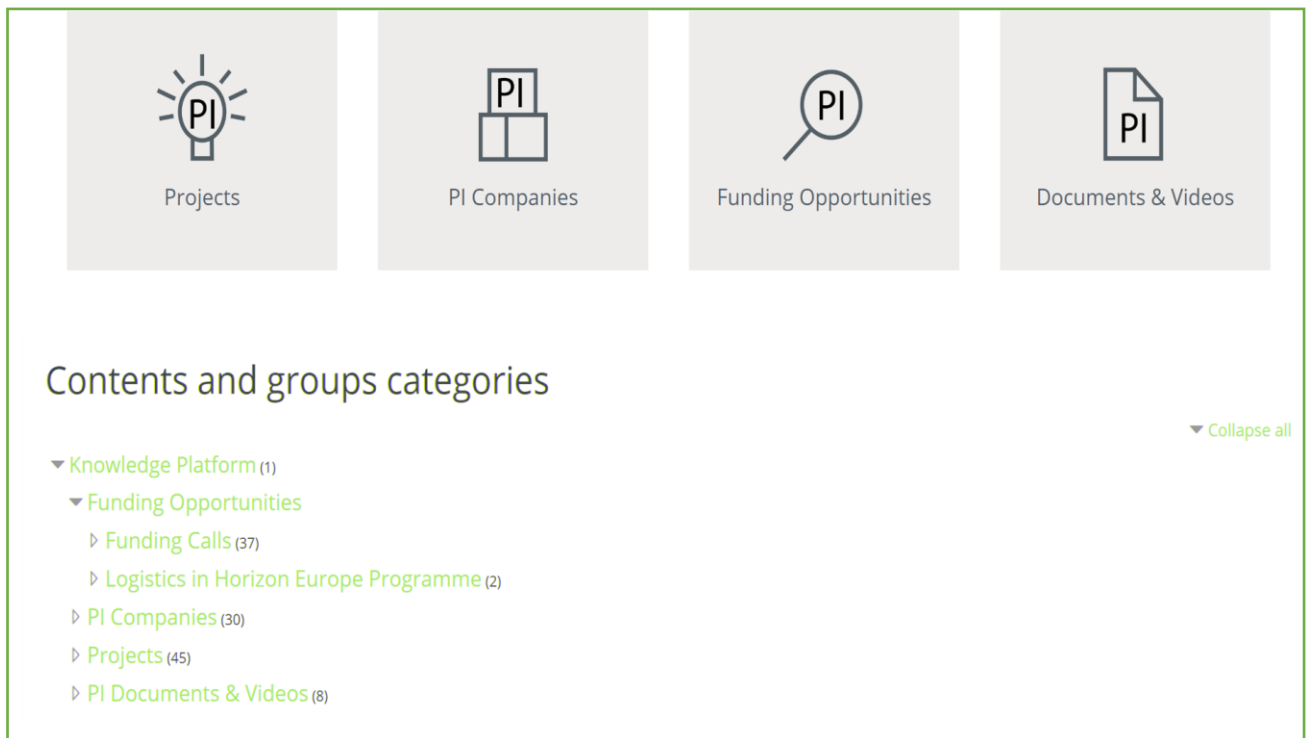 PI PI PI PI
Projects PI Companies Funding Opportunities Documents & Videos
Contents and groups categories
Collapse all
Knowledge Platform (1)
Funding Opportunities
Funding Calls (37)
Logistics in Horizon Europe Programme (2)
PI Companies (30)
Projects (45)
PI Documents & Videos (8)